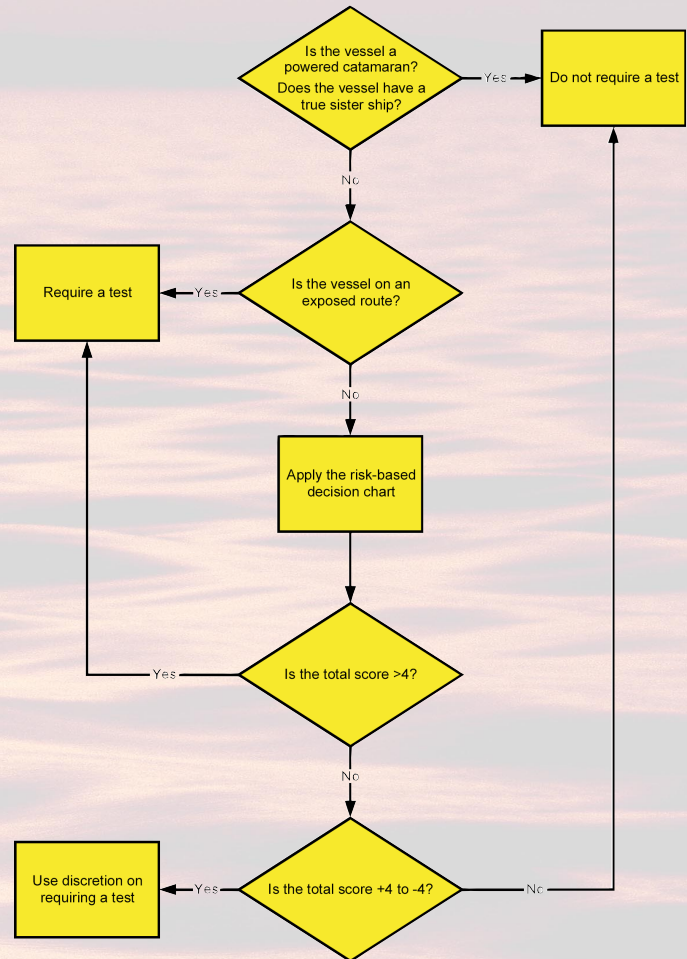 Is the vessel a
powered catamaran?
Does the vessel have a
true sister ship?
Yes
Do not require a test
No
Require a test
Yes
Is the vessel on an
exposed route?
No
Apply the risk-based
decision chart
Yes
Is the total score >4?
No
Use discretion on
requiring a test
Yes
Is the total score +4 to -4?
No